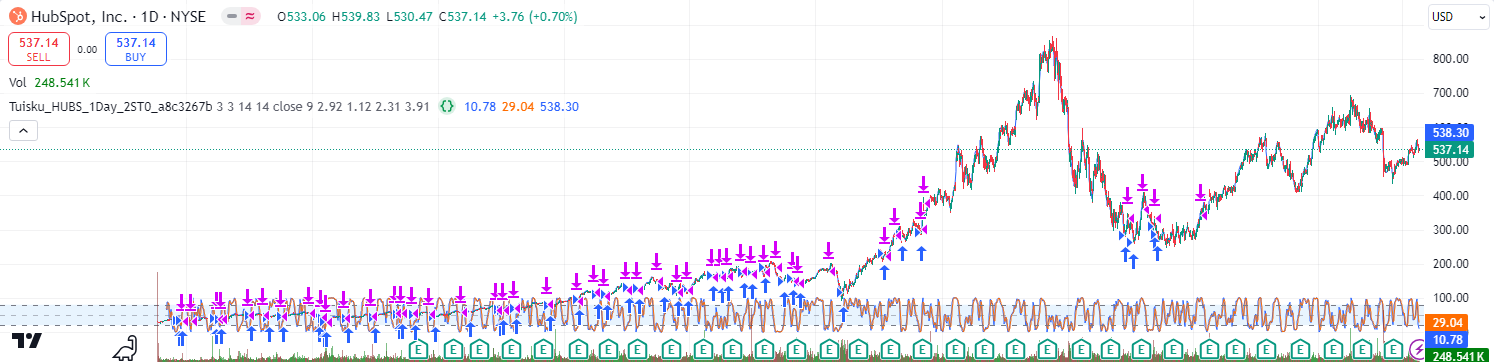 HubSpot, Inc. · 1D · NYSE O533.06 H539.83 L530.47 C537.14 +3.76 (+0.70%) USD
537.14 0.00 537.14
SELL BUY
Vol 248.541 K
800.00
700.00
Tuisku_HUBS_1Day_2ST0_a8c3267b 3 3 14 14 close 9 2.92 1.12 2.31 3.91 {} 10.78 29.04 538.30
538.30
537.14
500.00
400.00
300.00
200.00
100.00
29.04
10.78
E E E E E E E E E E E E E E E E E E E E E E E E E E E E E E E E
248.541 K